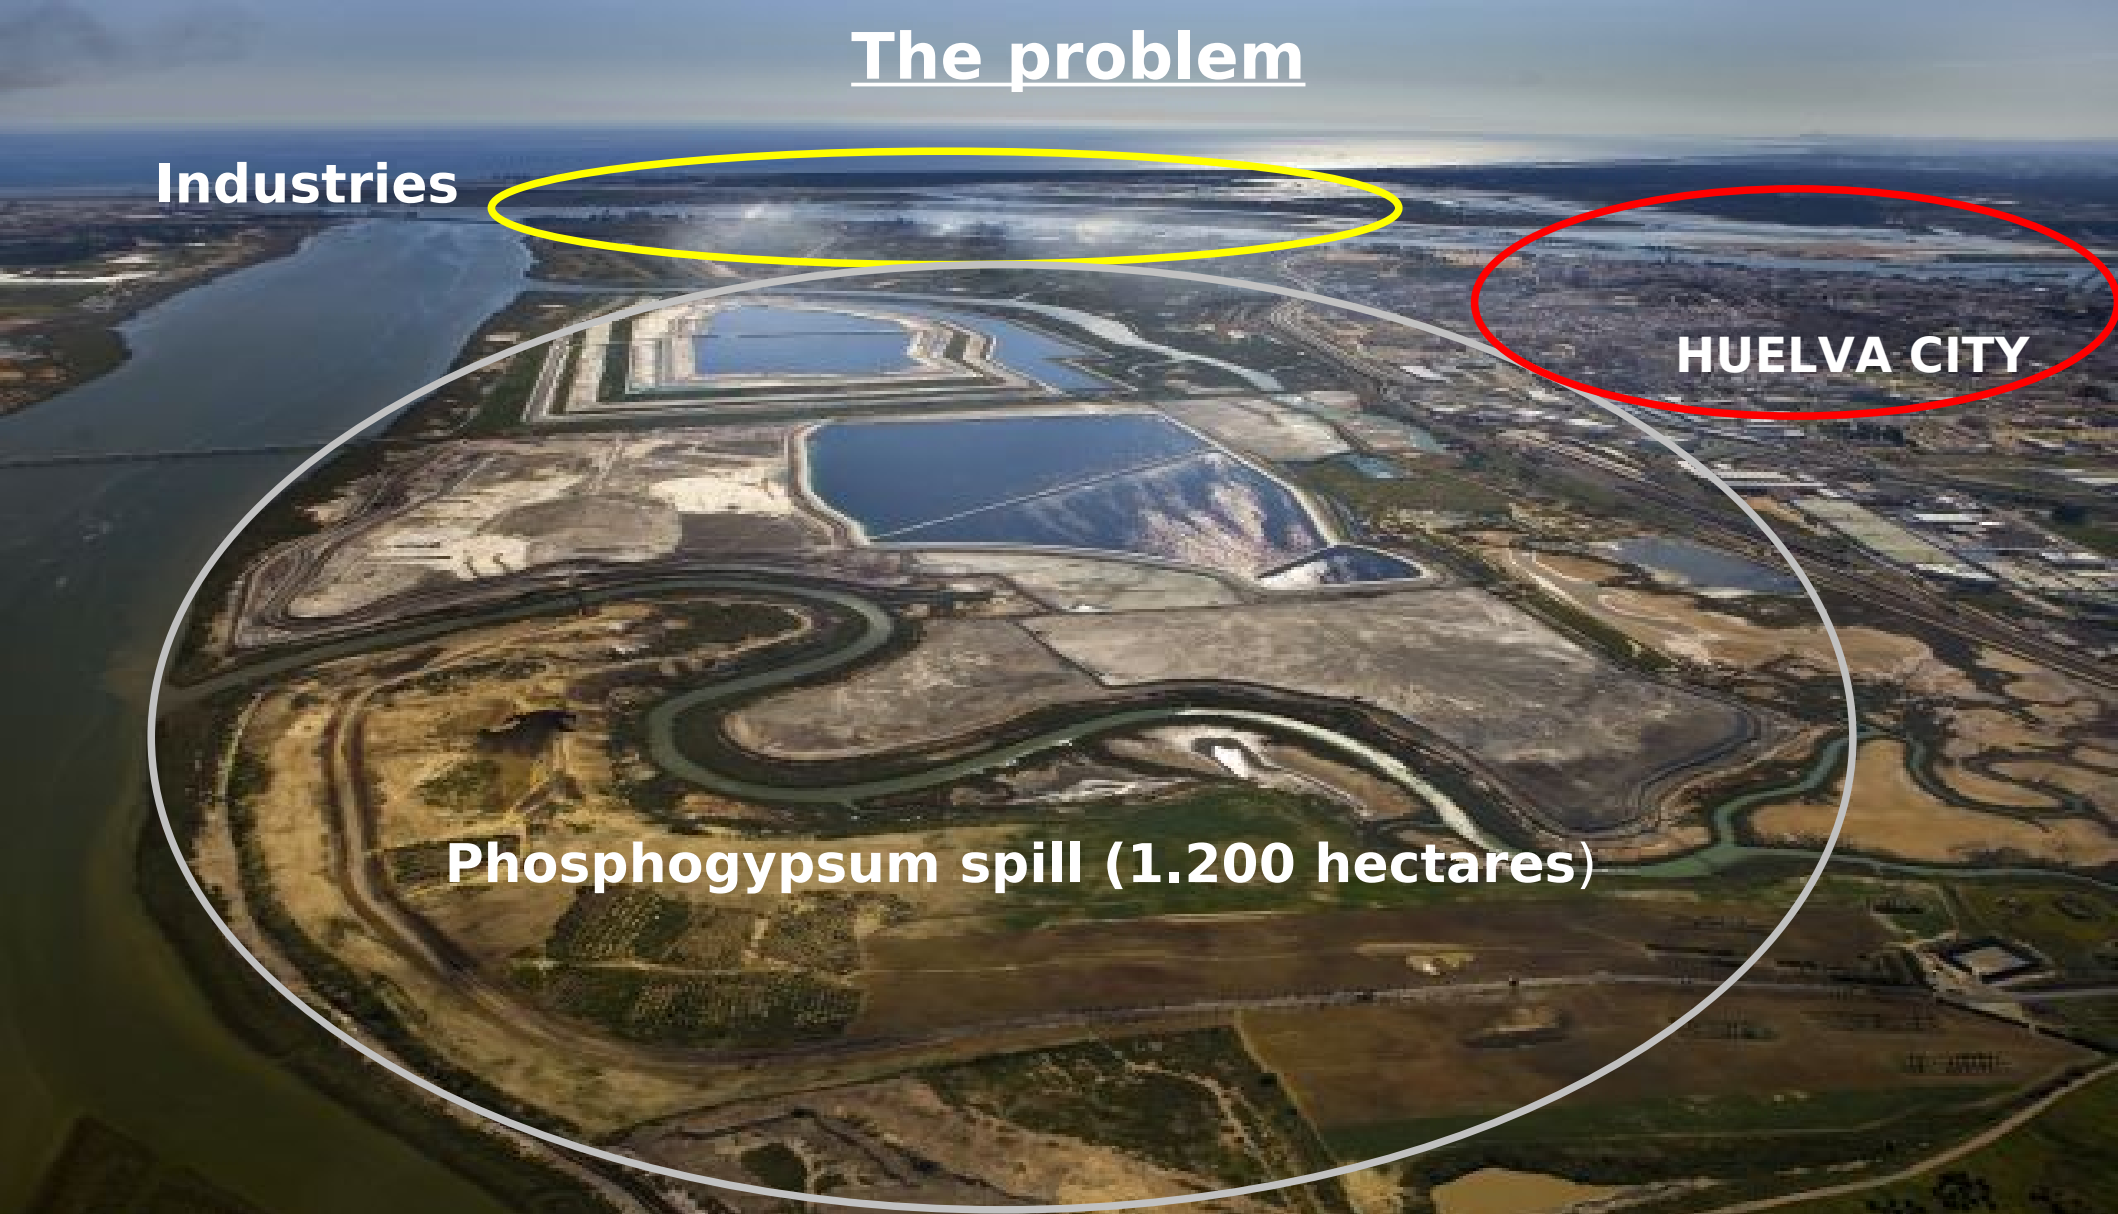 The problem
Industries
HUELVA CITY
Phosphogypsum spill (1.200 hectares)